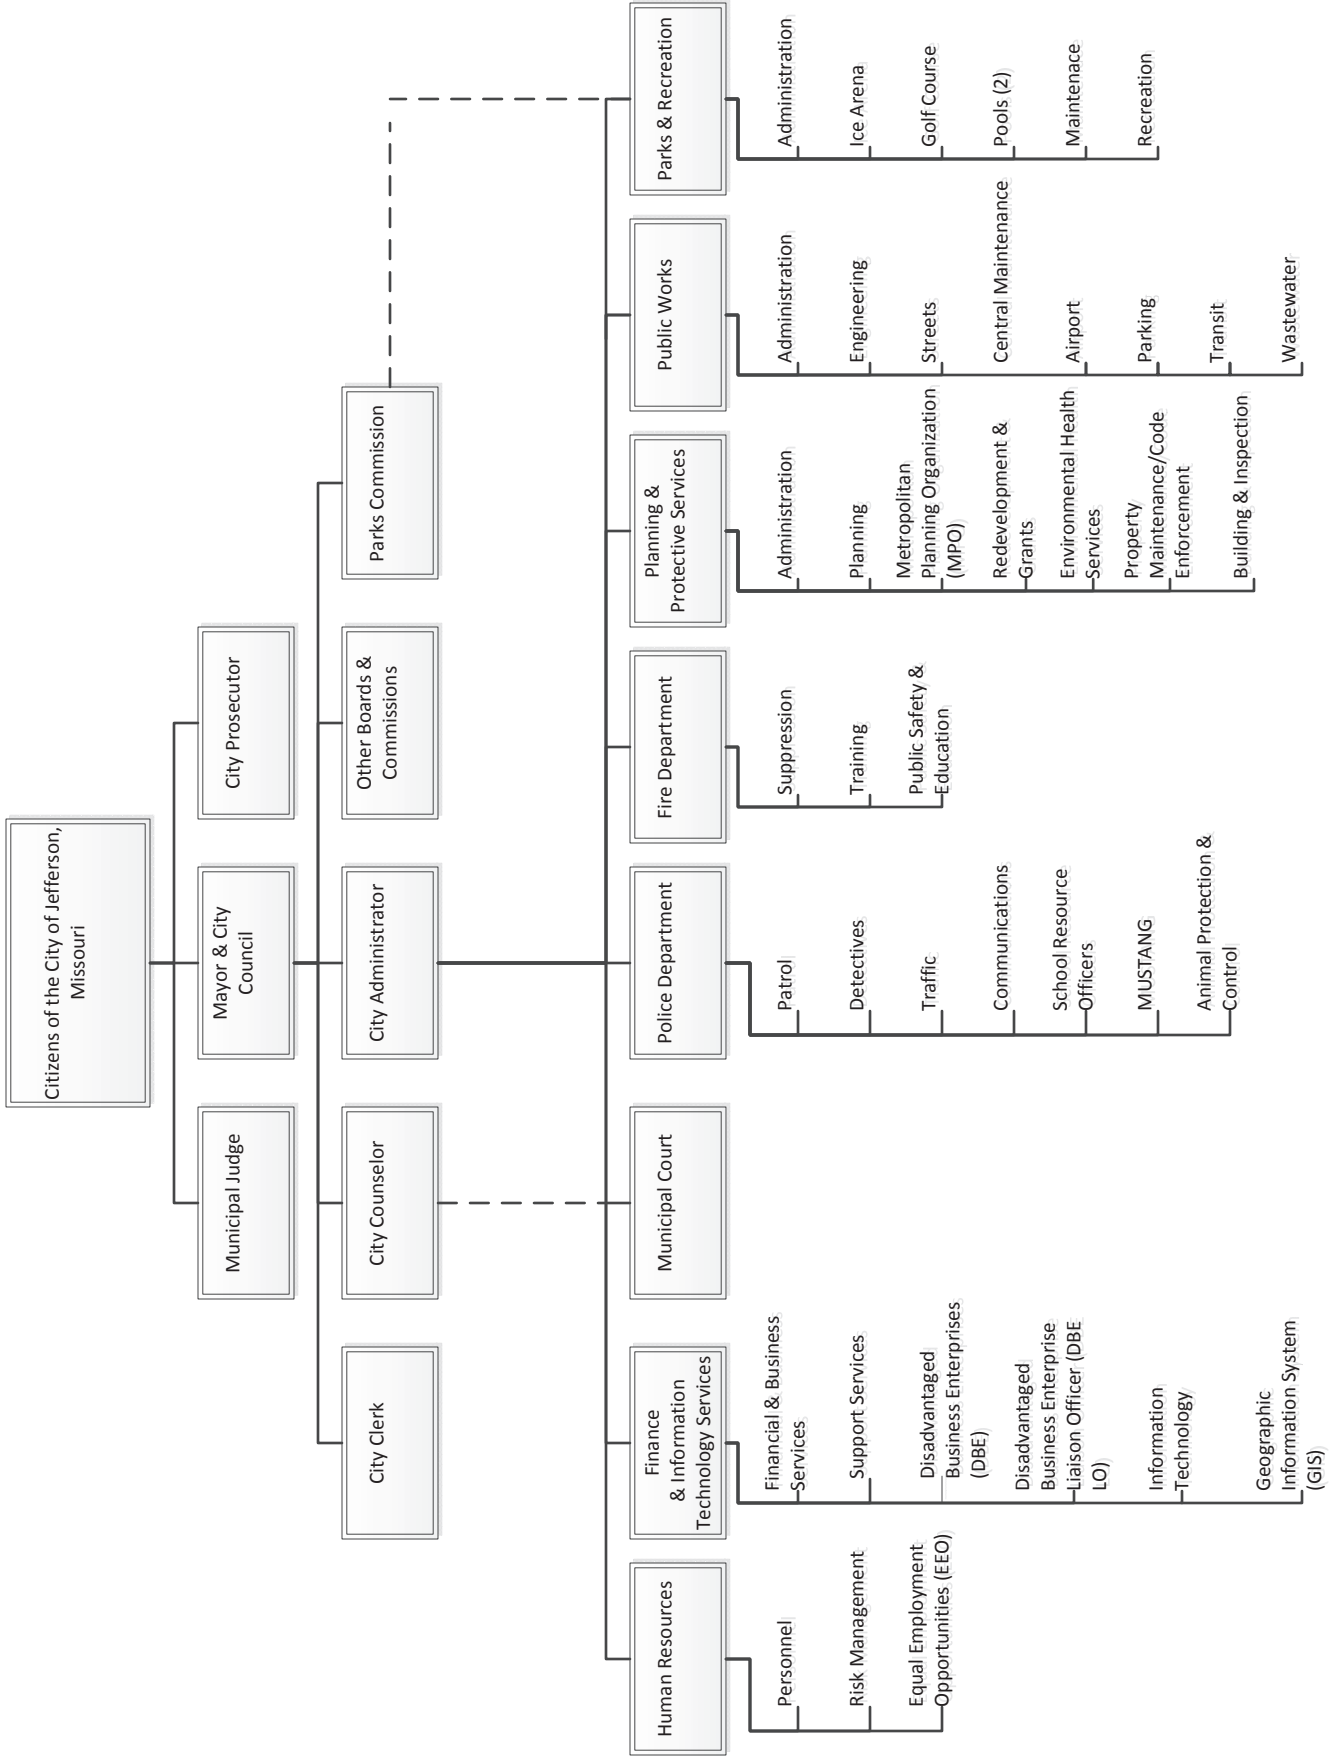 Citizens of the City of Jefferson,
Missouri
Municipal Judge
Mayor & City
Council
City Prosecutor
City Clerk
City Counselor
City Administrator
Other Boards &
Commissions
Parks Commission
Human Resources
Personnel
Risk Management
Equal Employment
Opportunities (EEO)
Finance
& Information
Technology Services
Financial & Business
Services
Support Services
Disadvantaged
Business Enterprises
(DBE)
Disadvantaged
Business Enterprise
Liaison Officer (DBE
LO)
Information
Technology
Geographic
Information System
(GIS)
Municipal Court
Police Department
Patrol
Detectives
Traffic
Communications
School Resource
Officers
MUSTANG
Animal Protection &
Control
Fire Department
Suppression
Training
Public Safety &
Education
Planning &
Protective Services
Administration
Planning
Metropolitan
Planning Organization
(MPO)
Redevelopment &
Grants
Environmental Health
Services
Property
Maintenance/Code
Enforcement
Building & Inspection
Public Works
Administration
Engineering
Streets
Central Maintenance
Airport
Parking
Transit
Wastewater
Parks & Recreation
Administration
Ice Arena
Golf Course
Pools (2)
Maintenace
Recreation